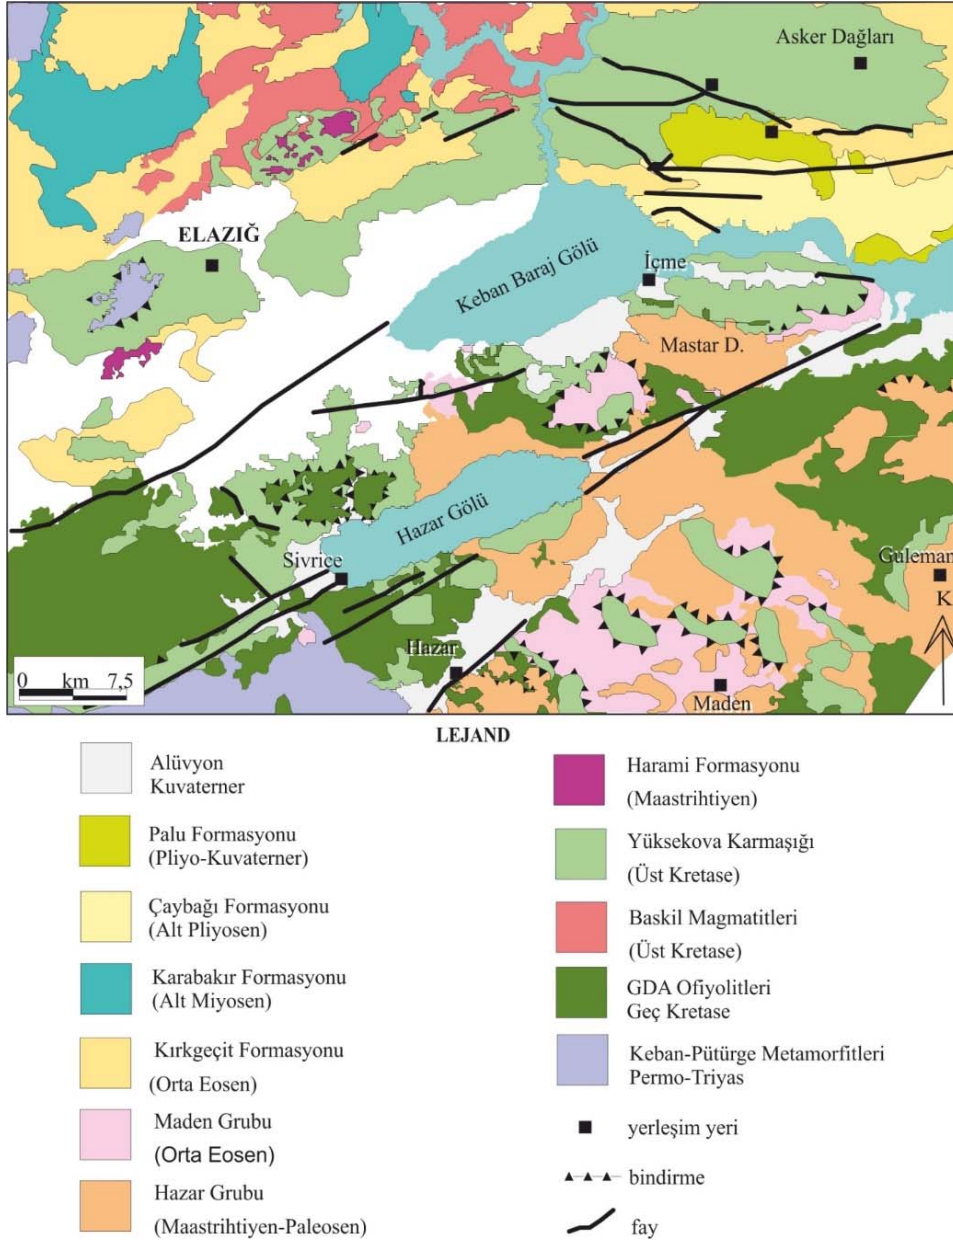 Asker Dağları
ELAZIĞ
Keban Baraj Gölü
İçme
Mastar D.
Hazar Gölü
Sivrice
Guleman
K
Hazar
Maden
0 km 7,5
LEJAND
Alüvyon
Kuvaterner
Palu Formasyonu
(Pliyo-Kuvaterner)
Çaybağı Formasyonu
(Alt Pliyosen)
Karabakır Formasyonu
(Alt Miyosen)
Kırkgeçit Formasyonu
(Orta Eosen)
Maden Grubu
(Orta Eosen)
Hazar Grubu
(Maastrihtiyen-Paleosen)
Harami Formasyonu
(Maastrihtiyen)
Yüksekova Karmaşığı
(Üst Kretase)
Baskil Magmatitleri
(Üst Kretase)
GDA Ofiyolitleri
Geç Kretase
Keban-Pütürge Metamorfitleri
Permo-Triyas
yerleşim yeri
bindirme
fay